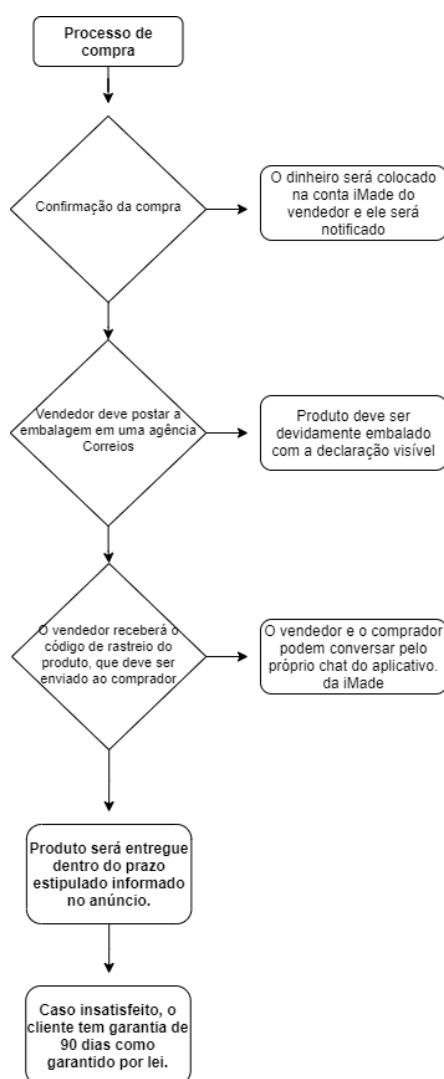 Processo de
compra
Confirmação da compra
O dinheiro será colocado
na conta iMade do
vendedor e ele será
notificado
Vendedor deve postar a
embalagem em uma agência
Correios
Produto deve ser
devidamente embalado
com a declaração visível
O vendedor receberá o
código de rastreio do
produto, que deve ser
enviado ao comprador
O vendedor e o comprador
podem conversar pelo
próprio chat do aplicativo.
da iMade
Produto será entregue
dentro do prazo
estipulado informado
no anúncio.
Caso insatisfeito, o
cliente tem garantia de
90 dias como
garantido por lei.